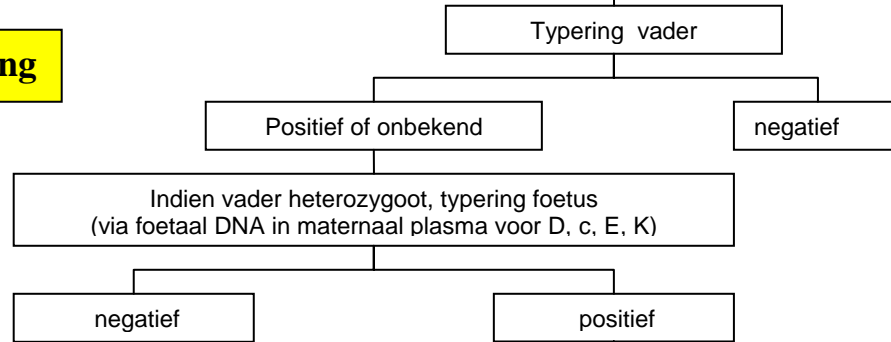 Typering vader
ng
Positief of onbekend
negatief
Indien vader heterozygoot, typering foetus
(via foetaal DNA in maternaal plasma voor D, c, E, K)
negatief
positief